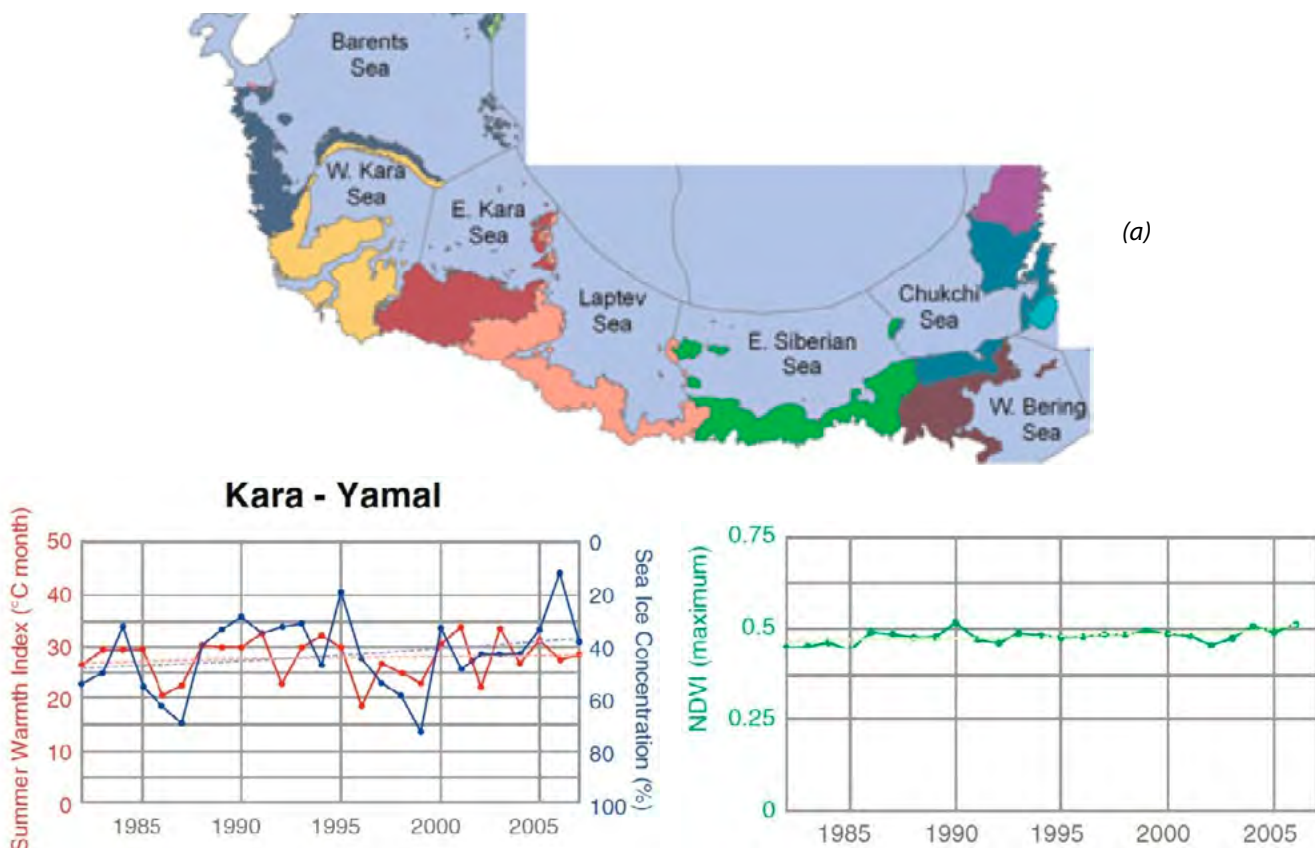 Barents
Sea
W. Kara
Sea
E. Kara
Sea
(a)
Laptev
Sea
Chukchi
Sea
E. Siberian
Sea
W. Bering
Sea
Kara - Yamal
Summer Warmth Index (°C month)
50
40
30
20
10
0
0
20
40
60
80
100
Sea Ice Concentration (%)
1985
1990
1995
2000
2005
NDVI (maximum)
0.75
0.5
0.25
0
1985
1990
1995
2000
2005